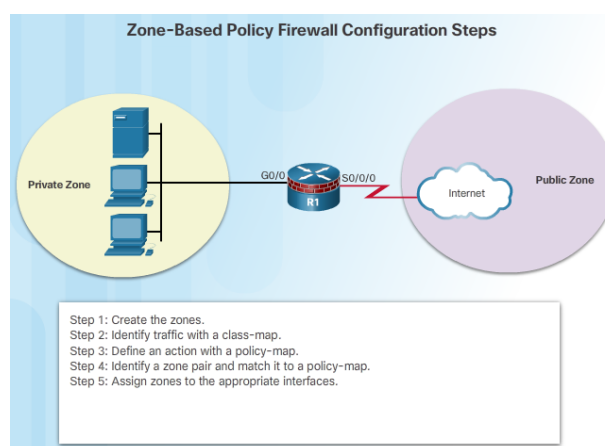 Zone-Based Policy Firewall Configuration Steps
Private Zone
G0/0
S0/0/0
R1
Internet
Public Zone
Step 1: Create the zones.
Step 2: Identify traffic with a class-map.
Step 3: Define an action with a policy-map.
Step 4: Identify a zone pair and match it to a policy-map.
Step 5: Assign zones to the appropriate interfaces.